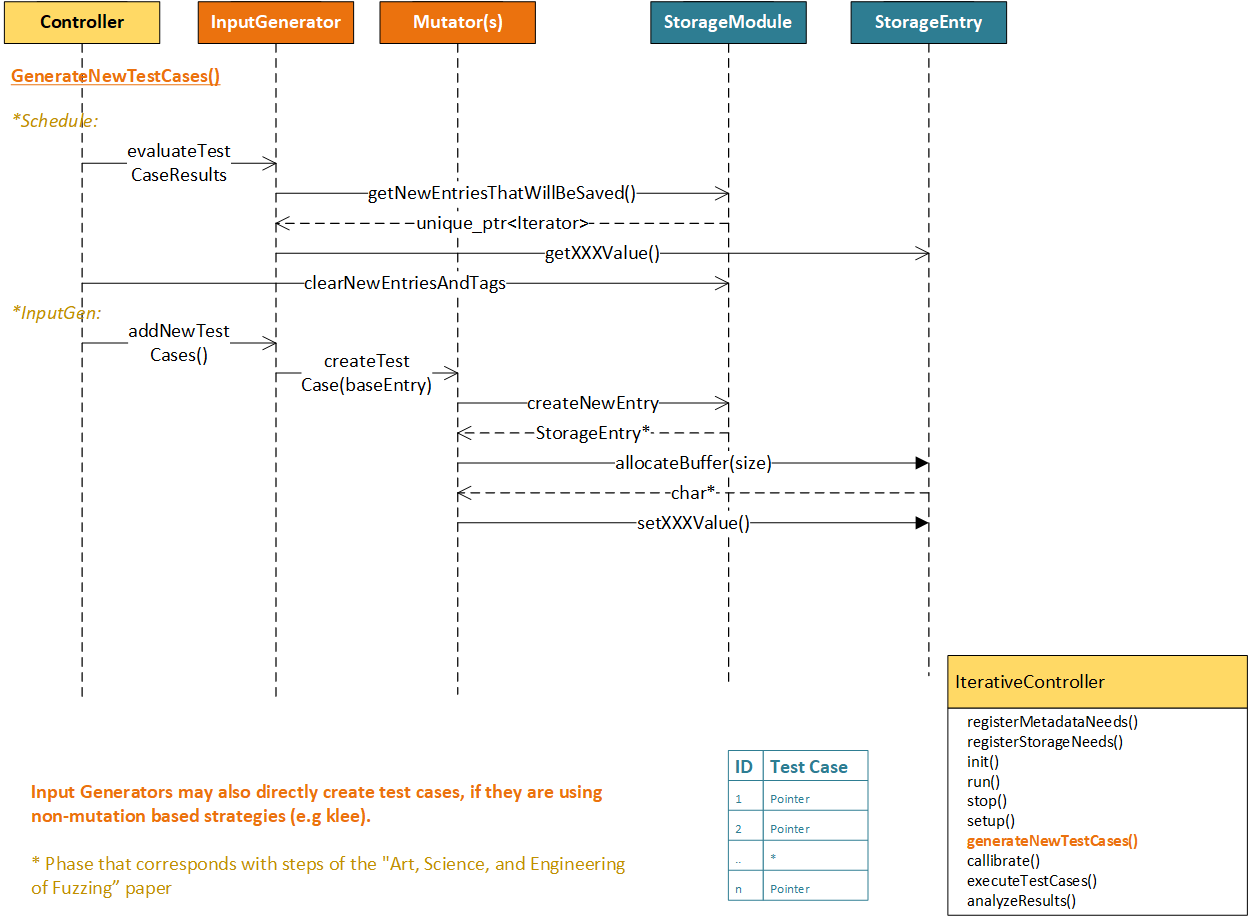 Controller
InputGenerator
Mutator(s)
StorageModule
StorageEntry
GenerateNewTestCases()
*Schedule:
evaluateTest
CaseResults
getNewEntriesThatWillBeSaved()
unique_ptr<Iterator>
getXXXValue()
clearNewEntriesAndTags
*InputGen:
addNewTest
Cases()
createTest
Case(baseEntry)
createNewEntry
StorageEntry*
allocateBuffer(size)
char*
setXXXValue()
IterativeController
registerMetadataNeeds()
registerStorageNeeds()
init()
run()
stop()
setup()
generateNewTestCases()
callibrate()
executeTestCases()
analyzeResults()
ID Test Case
1 Pointer
2 Pointer
.. *
n Pointer
Input Generators may also directly create test cases, if they are using
non-mutation based strategies (e.g klee).
* Phase that corresponds with steps of the "Art, Science, and Engineering
of Fuzzing” paper